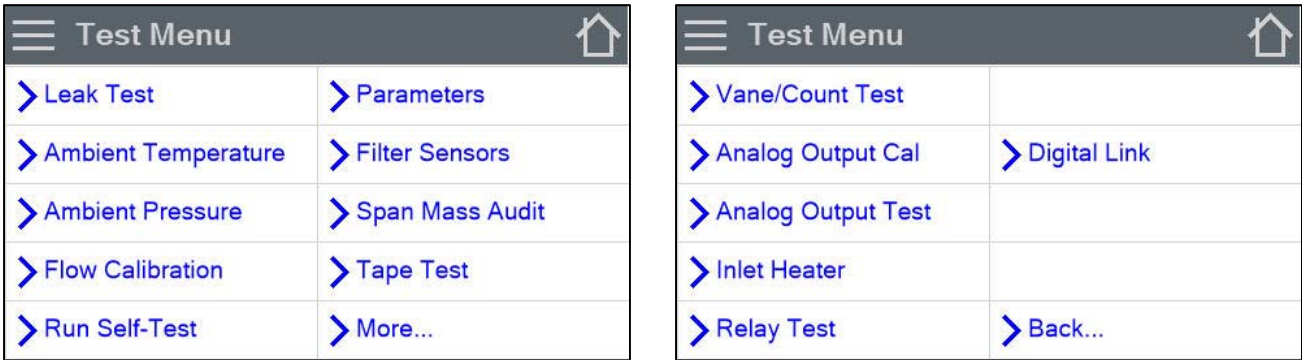 Test Menu
Leak Test
Parameters
Ambient Temperature
Filter Sensors
Ambient Pressure
Span Mass Audit
Flow Calibration
Tape Test
Run Self-Test
More...
Test Menu
Vane/Count Test
Analog Output Cal
Digital Link
Analog Output Test
Inlet Heater
Relay Test
Back...